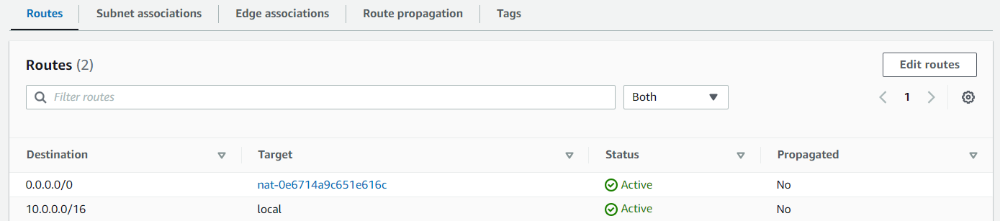 Routes Subnet associations Edge associations Route propagation Tags
Routes (2) Edit routes
Filter routes Both 1
Destination Target Status Propagated
0.0.0.0/0 nat-0e6714a9c651e616c Active No
10.0.0.0/16 local Active No